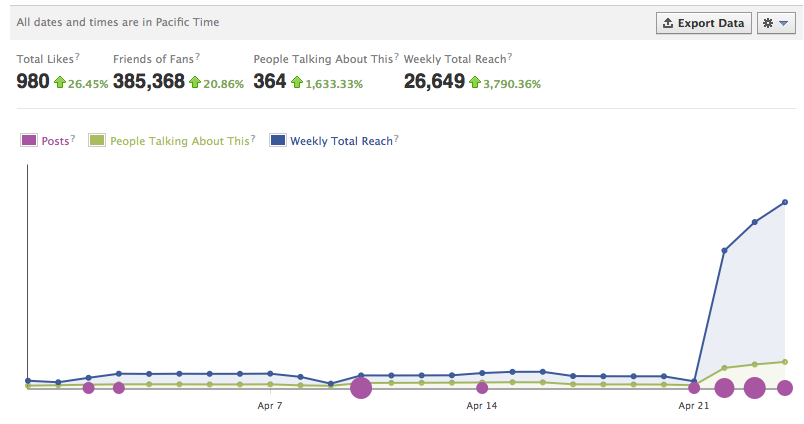 All dates and times are in Pacific Time
Export Data
Total Likes? Friends of Fans? People Talking About This? Weekly Total Reach?
980 26.45% 385,368 20.86% 364 1,633.33% 26,649 3,790.36%
Posts? People Talking About This? Weekly Total Reach?
Apr 7 Apr 14 Apr 21